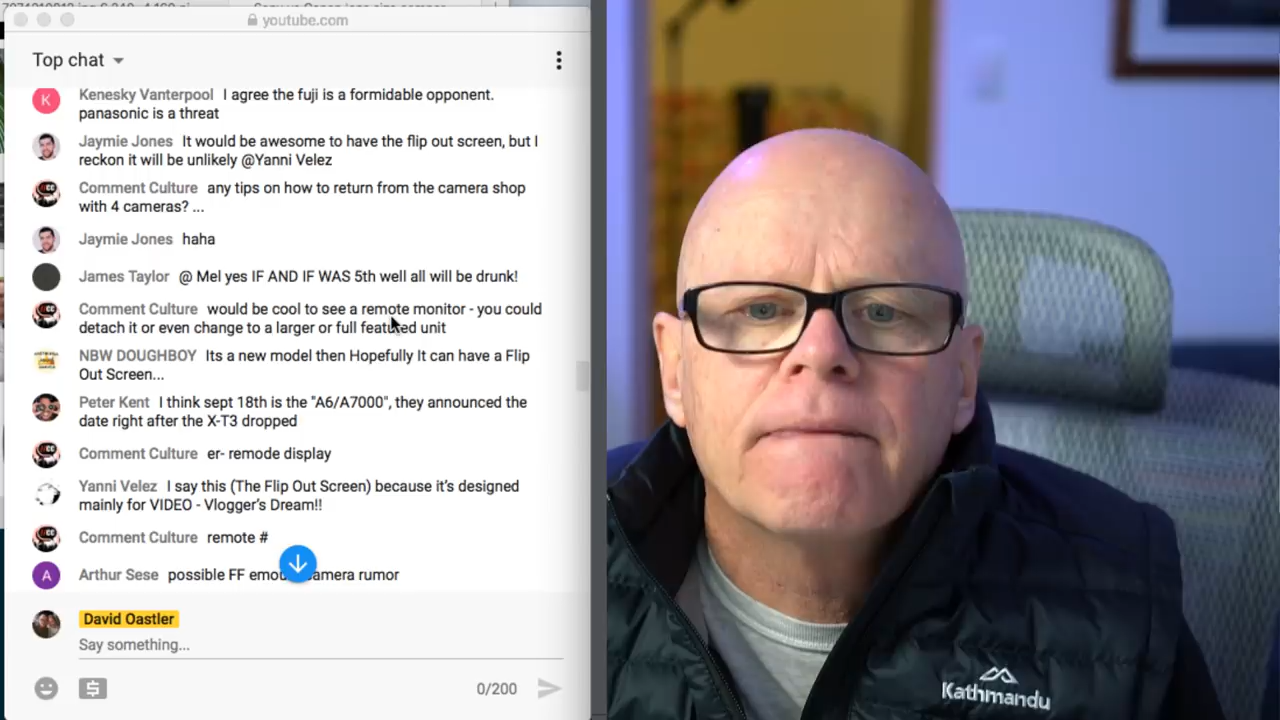 youtube.com
Top chat
K
Kenesky Vanterpool I agree the fuji is a formidable opponent.
panasonic is a threat
Jaymie Jones It would be awesome to have the flip out screen, but I
reckon it will be unlikely @Yanni Velez
Comment Culture any tips on how to return from the camera shop
with 4 cameras? ...
Jaymie Jones haha
James Taylor @ Mel yes IF AND IF WAS 5th well all will be drunk!
Comment Culture would be cool to see a remote monitor - you could
detach it or even change to a larger or full featured unit
NBW DOUGHBOY Its a new model then Hopefully It can have a Flip
Out Screen...
Peter Kent I think sept 18th is the "A6/A7000", they announced the
date right after the X-T3 dropped
Comment Culture er- remode display
Yanni Velez I say this (The Flip Out Screen) because it's designed
mainly for VIDEO - Vlogger's Dream!!
Comment Culture remote #
A
Arthur Sese possible FF camera rumor
David Oastler
Say something...
0/200
Kathmandu